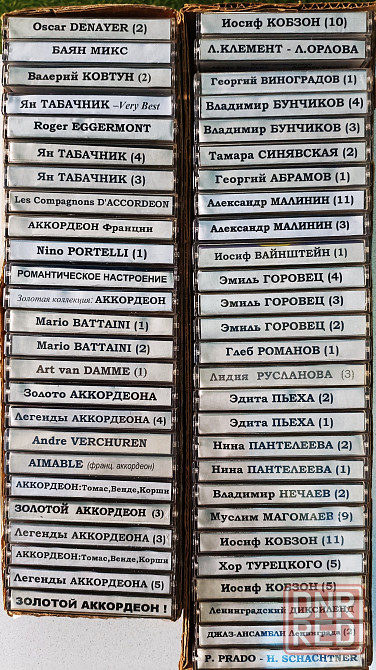 Oscar DENAYER (2)
БАЯН МИКС
Валерий КОВТУН (2)
Ян ТАБАЧНИК –Very Best
Roger EGGERMONT
Ян ТАБАЧНИК (4)
Ян ТАБАЧНИК (3)
Les Compagnons D'ACCORDEON
АККОРДЕОН Франции
Nino PORTELLI (1)
РОМАНТИЧЕСКОЕ НАСТРОЕНИЕ
Золотая коллекция: АККОРДЕОН
Mario BATTAINI (1)
Mario BATTAINI (2)
Art van DAMME (1)
Золото АККОРДЕОНА
Легенды АККОРДЕОНА (4)
Andre VERCHUREN
AIMABLE (франц. аккордеон)
АККОРДЕОН:Томас,Венде,Корши
ЗОЛОТОЙ АККОРДЕОН (3)
Легенды АККОРДЕОНА (3)
АККОРДЕОН:Томас,Венде,Корши
Легенды АККОРДЕОНА (5)
ЗОЛОТОЙ АККОРДЕОН !
Иосиф КОБЗОН (10)
Л.КЛЕМЕНТ - Л.ОРЛОВА
Георгий ВИНОГРАДОВ (1)
Владимир БУНЧИКОВ (4)
Владимир БУНЧИКОВ (3)
Тамара СИНЯВСКАЯ (2)
Георгий АБРАМОВ (1)
Александр МАЛИНИН (11)
Александр МАЛИНИН (3)
Иосиф ВАЙНШТЕЙН (1)
Эмиль ГОРОВЕЦ (4)
Эмиль ГОРОВЕЦ (3)
Эмиль ГОРОВЕЦ (2)
Глеб РОМАНОВ (1)
Лидия РУСЛАНОВА (3)
Эдита ПЬЕХА (2)
Эдита ПЬЕХА (1)
Нина ПАНТЕЛЕЕВА (2)
Нина ПАНТЕЛЕЕВА (1)
Владимир НЕЧАЕВ (2)
Муслим МАГОМАЕВ (9)
Иосиф КОБЗОН (11)
Хор ТУРЕЦКОГО (5)
Иосиф КОБЗОН (5)
Ленинградский ДИКСИЛЕНД
ДЖАЗ-АНСАМБЛИ Ленинграда (2)
P. PRADO - H. SCHACHTNER
DNR
RED